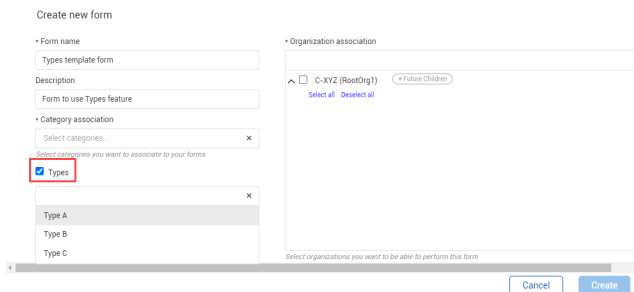 Create new form
• Form name
Types template form
Description
Form to use Types feature
• Category association
Select categories...
Select categories you want to associate to your forms
Types
Type A
Type B
Type C
• Organization association
C-XYZ (RootOrg1)
+ Future Children
Select all Deselect all
Select organizations you want to be able to perform this form
Cancel
Create